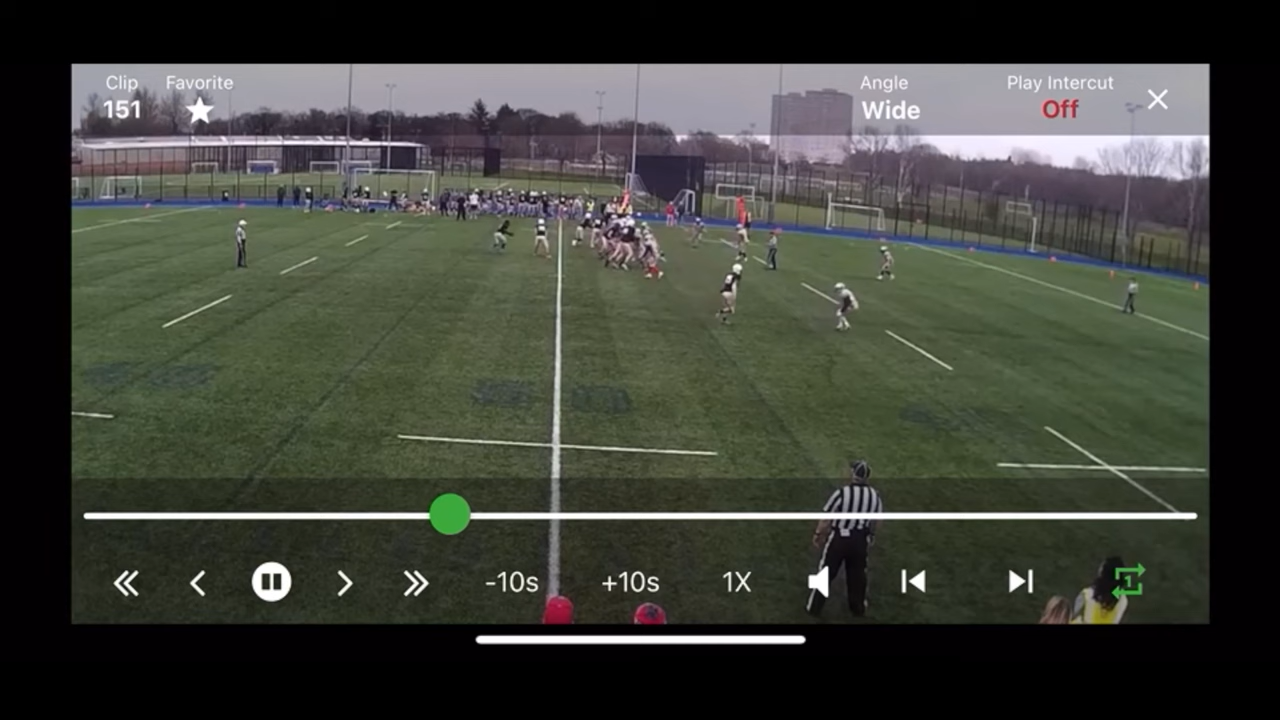 Clip
Favorite
Angle
Play Intercut
151
Wide
Off
-10s
+10s
1X
1